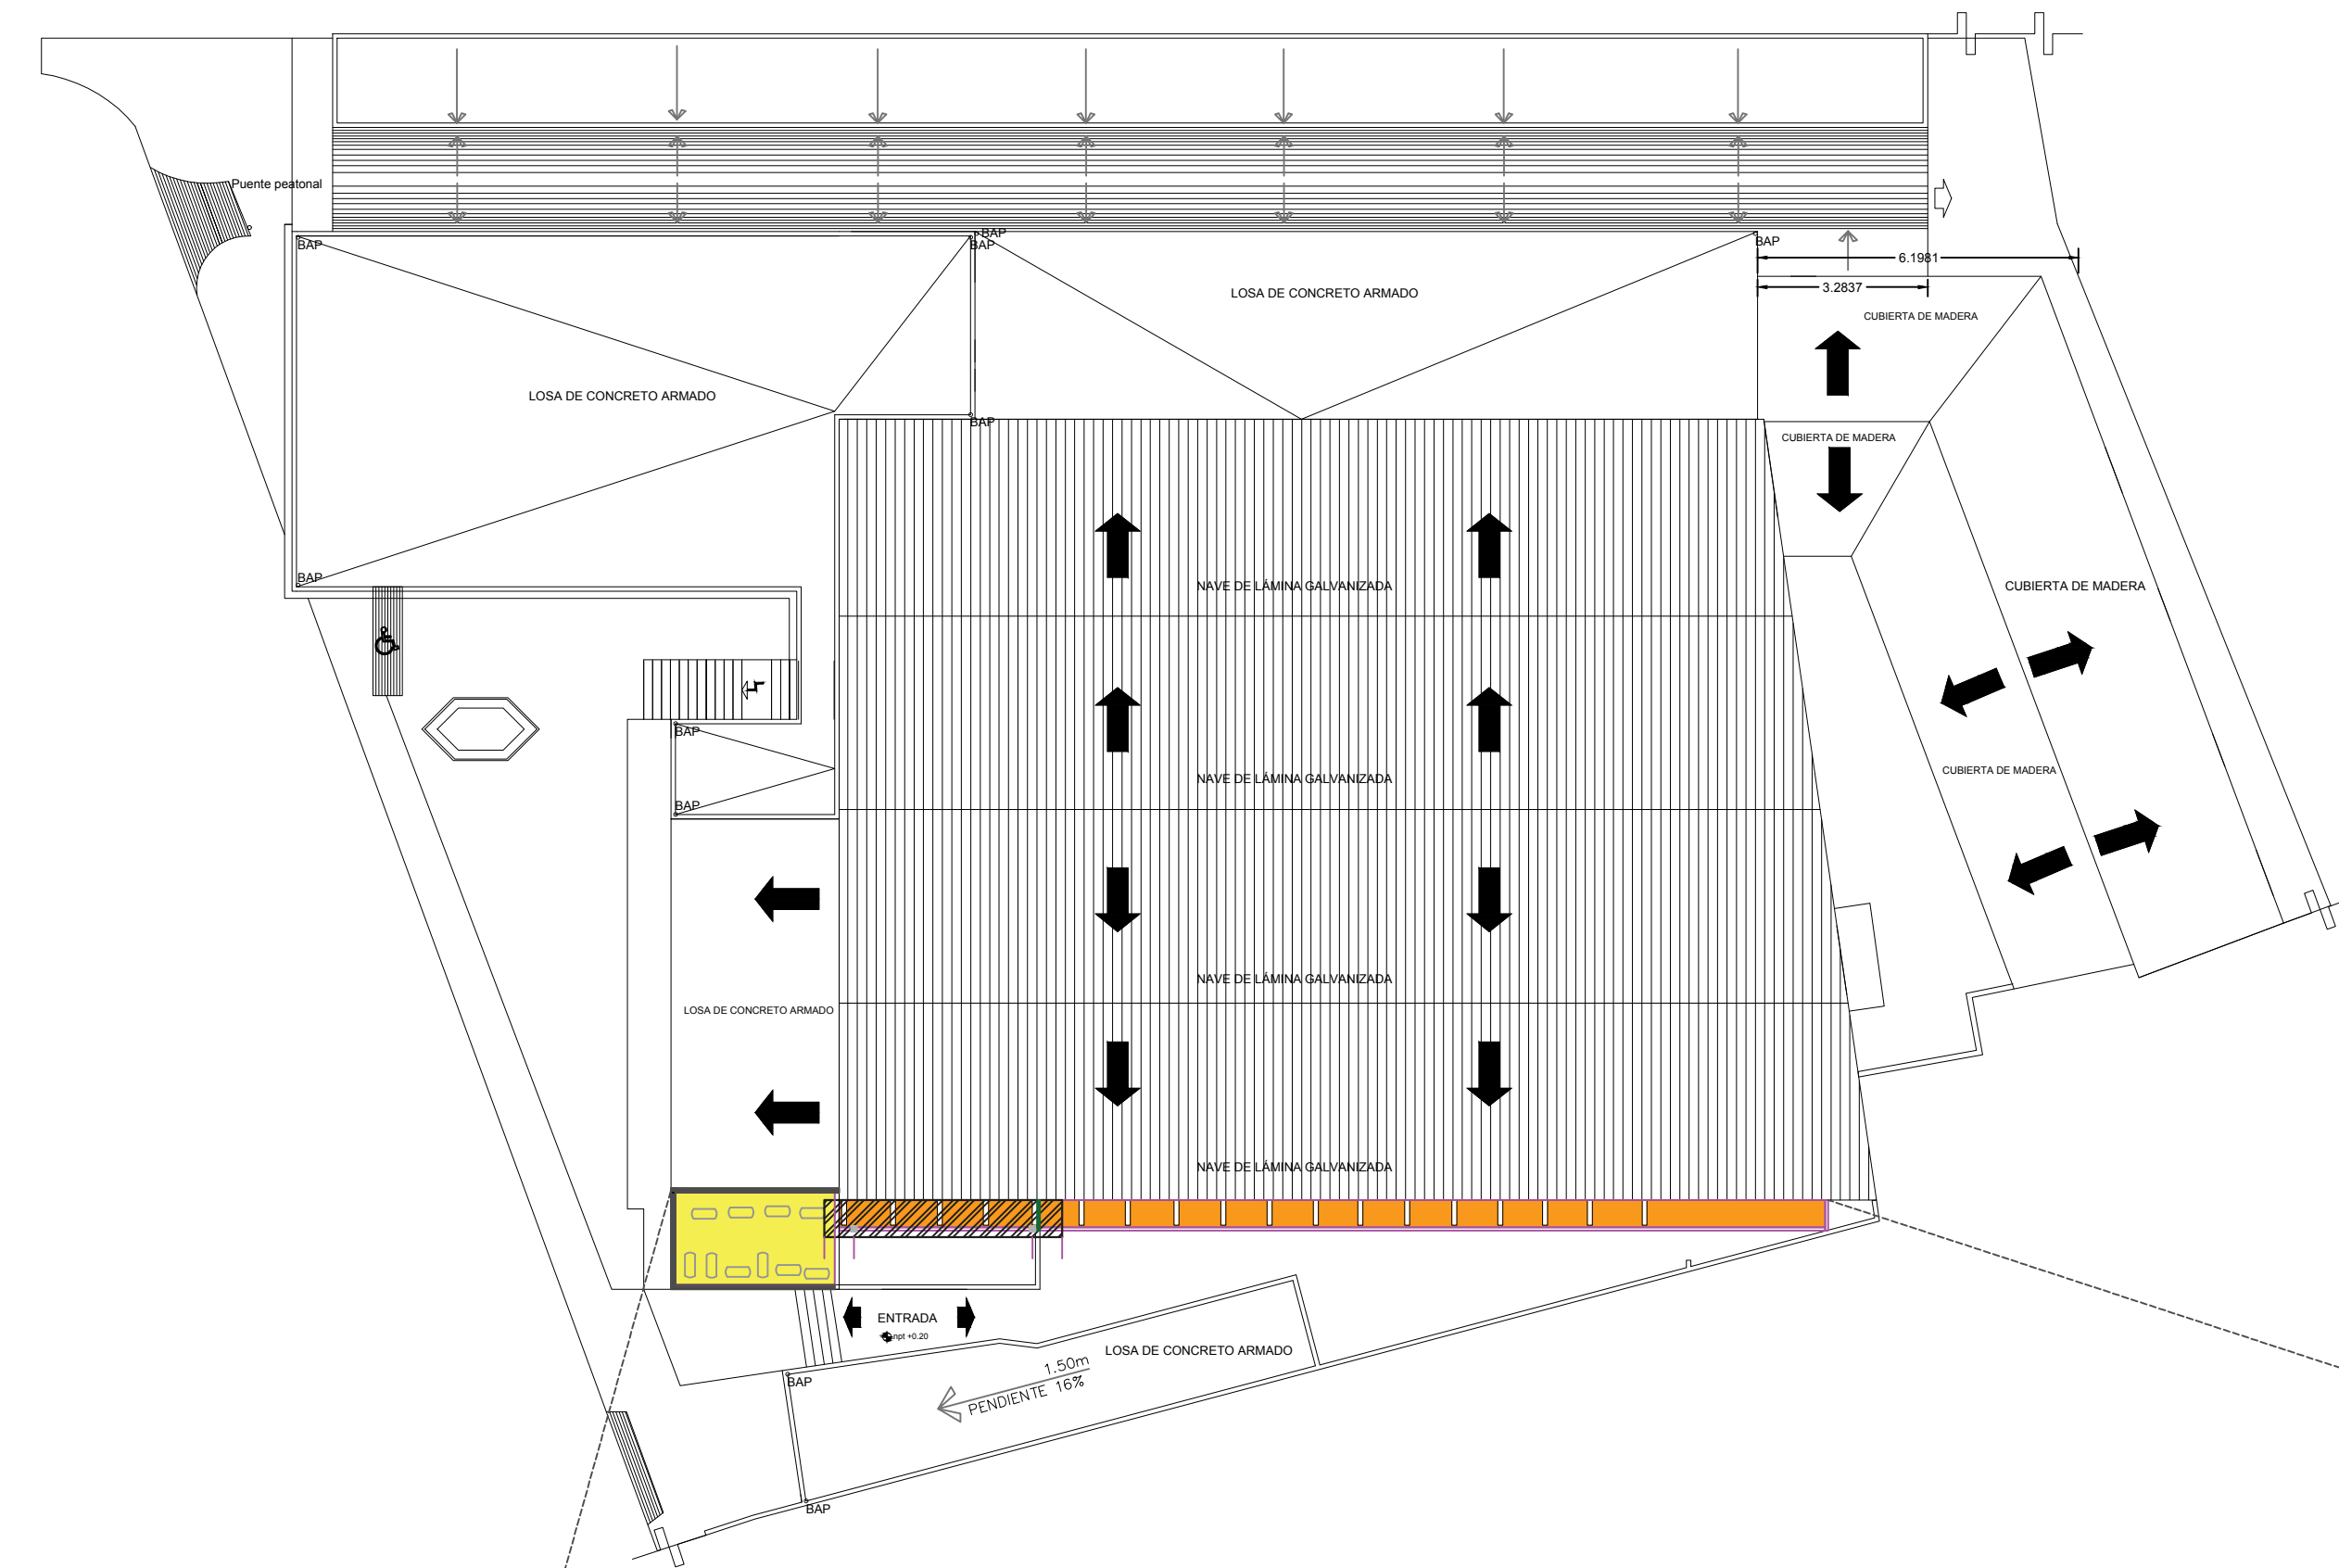 Puente peatonal
BAP
BAP
BAP
BAP
6.1981
3.2837
LOSA DE CONCRETO ARMADO
CUBIERTA DE MADERA
LOSA DE CONCRETO ARMADO
BAP
CUBIERTA DE MADERA
BAP
NAVE DE LÁMINA GALVANIZADA
CUBIERTA DE MADERA
BAP
NAVE DE LÁMINA GALVANIZADA
CUBIERTA DE MADERA
BAP
NAVE DE LÁMINA GALVANIZADA
LOSA DE CONCRETO ARMADO
NAVE DE LÁMINA GALVANIZADA
ENTRADA
npt +0.20
LOSA DE CONCRETO ARMADO
1.50m
PENDIENTE 16%
BAP
BAP